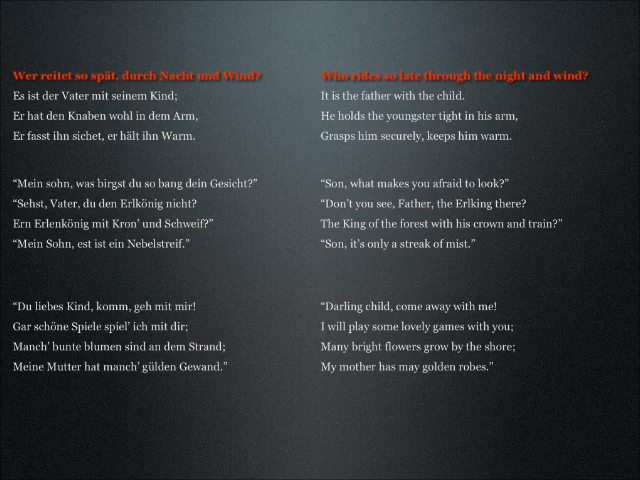 Wer reitet so spät, durch Nacht und Wind?
Es ist der Vater mit seinem Kind;
Er hat den Knaben wohl in dem Arm,
Er fasst ihn sichet, er hält ihn Warm.
“Mein sohn, was birgst du so bang dein Gesicht?”
“Sehst, Vater, du den Erlkönig nicht?
Ern Erlenkönig mit Kron’ und Schweif?”
“Mein Sohn, est ist ein Nebelstreif.”
“Du liebes Kind, komm, geh mit mir!
Gar schöne Spiele spiel’ ich mit dir;
Manch’ bunte blumen sind an dem Strand;
Meine Mutter hat manch’ gülden Gewand.”
Who rides so late through the night and wind?
It is the father with the child.
He holds the youngster tight in his arm,
Grasps him securely, keeps him warm.
“Son, what makes you afraid to look?”
“Don’t you see, Father, the Erlking there?
The King of the forest with his crown and train?”
“Son, it’s only a streak of mist.”
“Darling child, come away with me!
I will play some lovely games with you;
Many bright flowers grow by the shore;
My mother has may golden robes.”